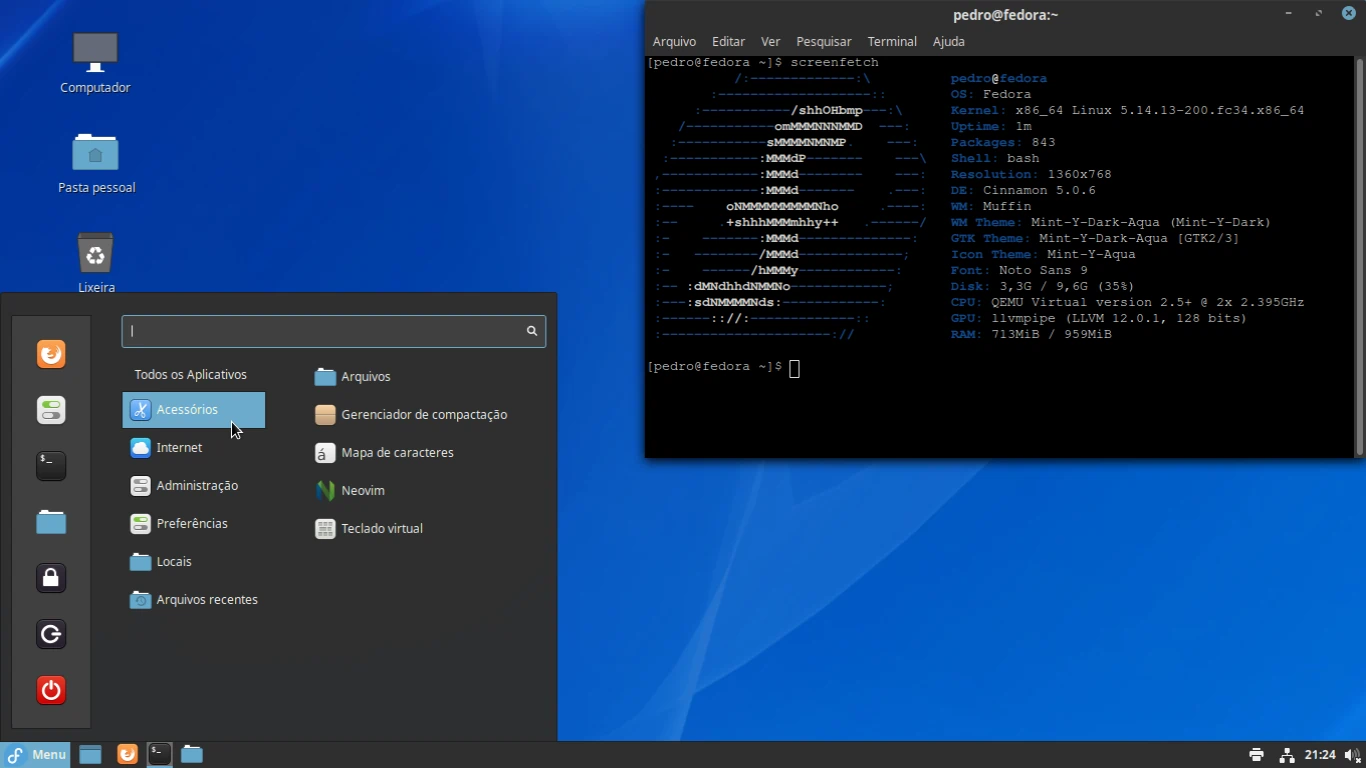 Computador
Pasta pessoal
Lixeira
pedro@fedora:~
Arquivo Editar Ver Pesquisar Terminal Ajuda
[pedro@fedora ~]$ screenfetch
/:-------------:\ pedro@fedora
:-------------------:: OS: Fedora
:-----------/shhOHbmp---:\ Kernel: x86_64 Linux 5.14.13-200.fc34.x86_64
/-----------omMMMNNNMMD ---: Uptime: 1m
:-----------sMMMMNMNMP. ---: Packages: 843
:-----------:MMMdP------- ---\ Shell: bash
,------------:MMMd-------- ---: Resolution: 1360x768
:------------:MMMd------- .---: DE: Cinnamon 5.0.6
:---- oNMMMMMMMMMNho .----: WM: Muffin
:-- .+shhhMMMmhhy++ .------/ WM Theme: Mint-Y-Dark-Aqua (Mint-Y-Dark)
:- -------:MMMd--------------: GTK Theme: Mint-Y-Dark-Aqua [GTK2/3]
:- --------/MMMd-------------; Icon Theme: Mint-Y-Aqua
:- ------/hMMMy------------: Font: Noto Sans 9
:-- :dMNdhhdNMMNo------------; Disk: 3,3G / 9,6G (35%)
:---:sdNMMMMNds:------------: CPU: QEMU Virtual version 2.5+ @ 2x 2.395GHz
:------:://:-------------:: GPU: llvmpipe (LLVM 12.0.1, 128 bits)
:---------------------:// RAM: 713MiB / 959MiB
[pedro@fedora ~]$
Todos os Aplicativos
Acessórios
Internet
Administração
Preferências
Locais
Arquivos recentes
Arquivos
Gerenciador de compactação
á Mapa de caracteres
Neovim
Teclado virtual
Menu
21:24